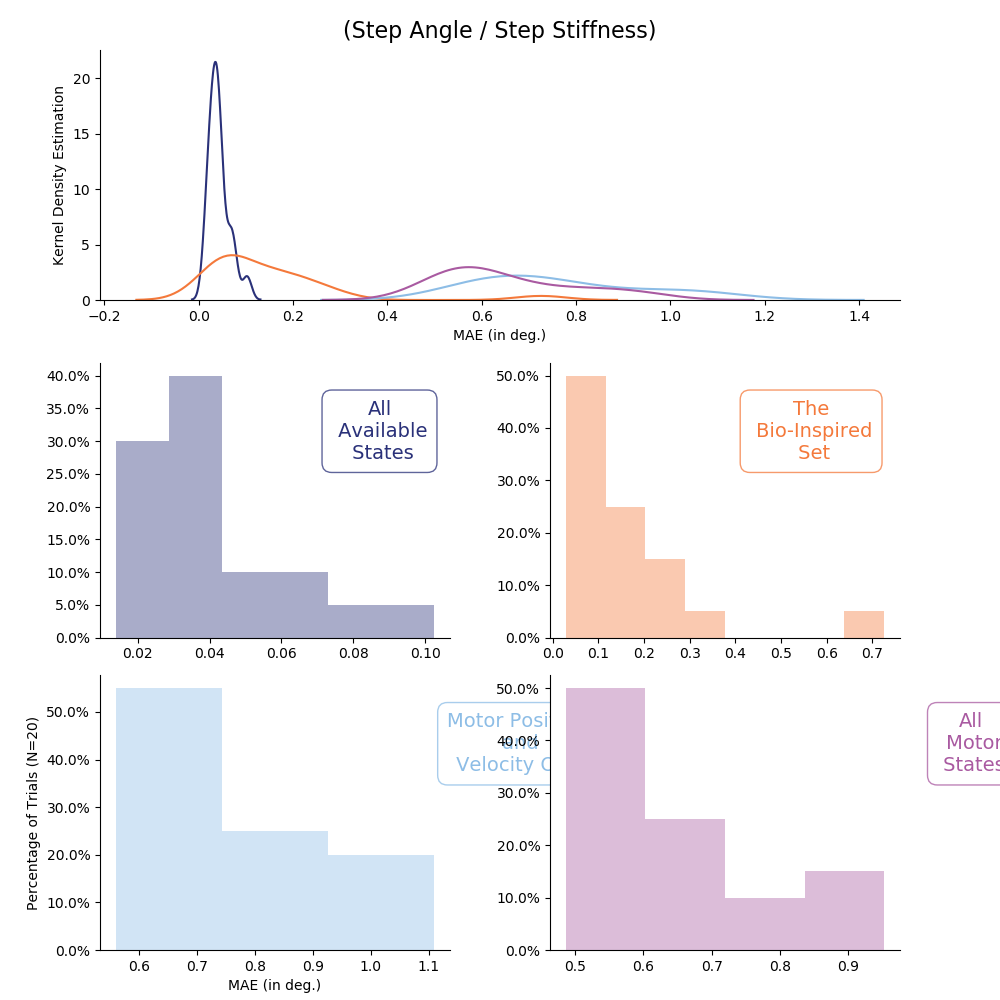 (Step Angle / Step Stiffness)
Kernel Density Estimation
20
15
10
5
0
−0.2 0.0 0.2 0.4 0.6 0.8 1.0 1.2 1.4
MAE (in deg.)
40.0%
35.0%
30.0%
25.0%
20.0%
15.0%
10.0%
5.0%
0.0%
All
Available
States
0.02 0.04 0.06 0.08 0.10
50.0%
40.0%
30.0%
20.0%
10.0%
0.0%
The
Bio-Inspired
Set
0.0 0.1 0.2 0.3 0.4 0.5 0.6 0.7
Percentage of Trials (N=20)
50.0%
40.0%
30.0%
20.0%
10.0%
0.0%
Motor Posi
and
Velocity O
0.6 0.7 0.8 0.9 1.0 1.1
MAE (in deg.)
50.0%
40.0%
30.0%
20.0%
10.0%
0.0%
All
Motor
States
0.5 0.6 0.7 0.8 0.9